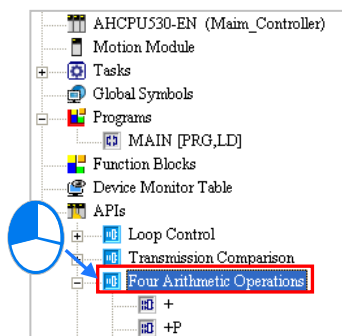 AHCPU530-EN (Maim_Controller)
Motion Module
Tasks
Global Symbols
Programs
MAIN [PRG,LD]
Function Blocks
Device Monitor Table
APIs
Loop Control
Transmission Comparison
Four Arithmetic Operations
+
+P